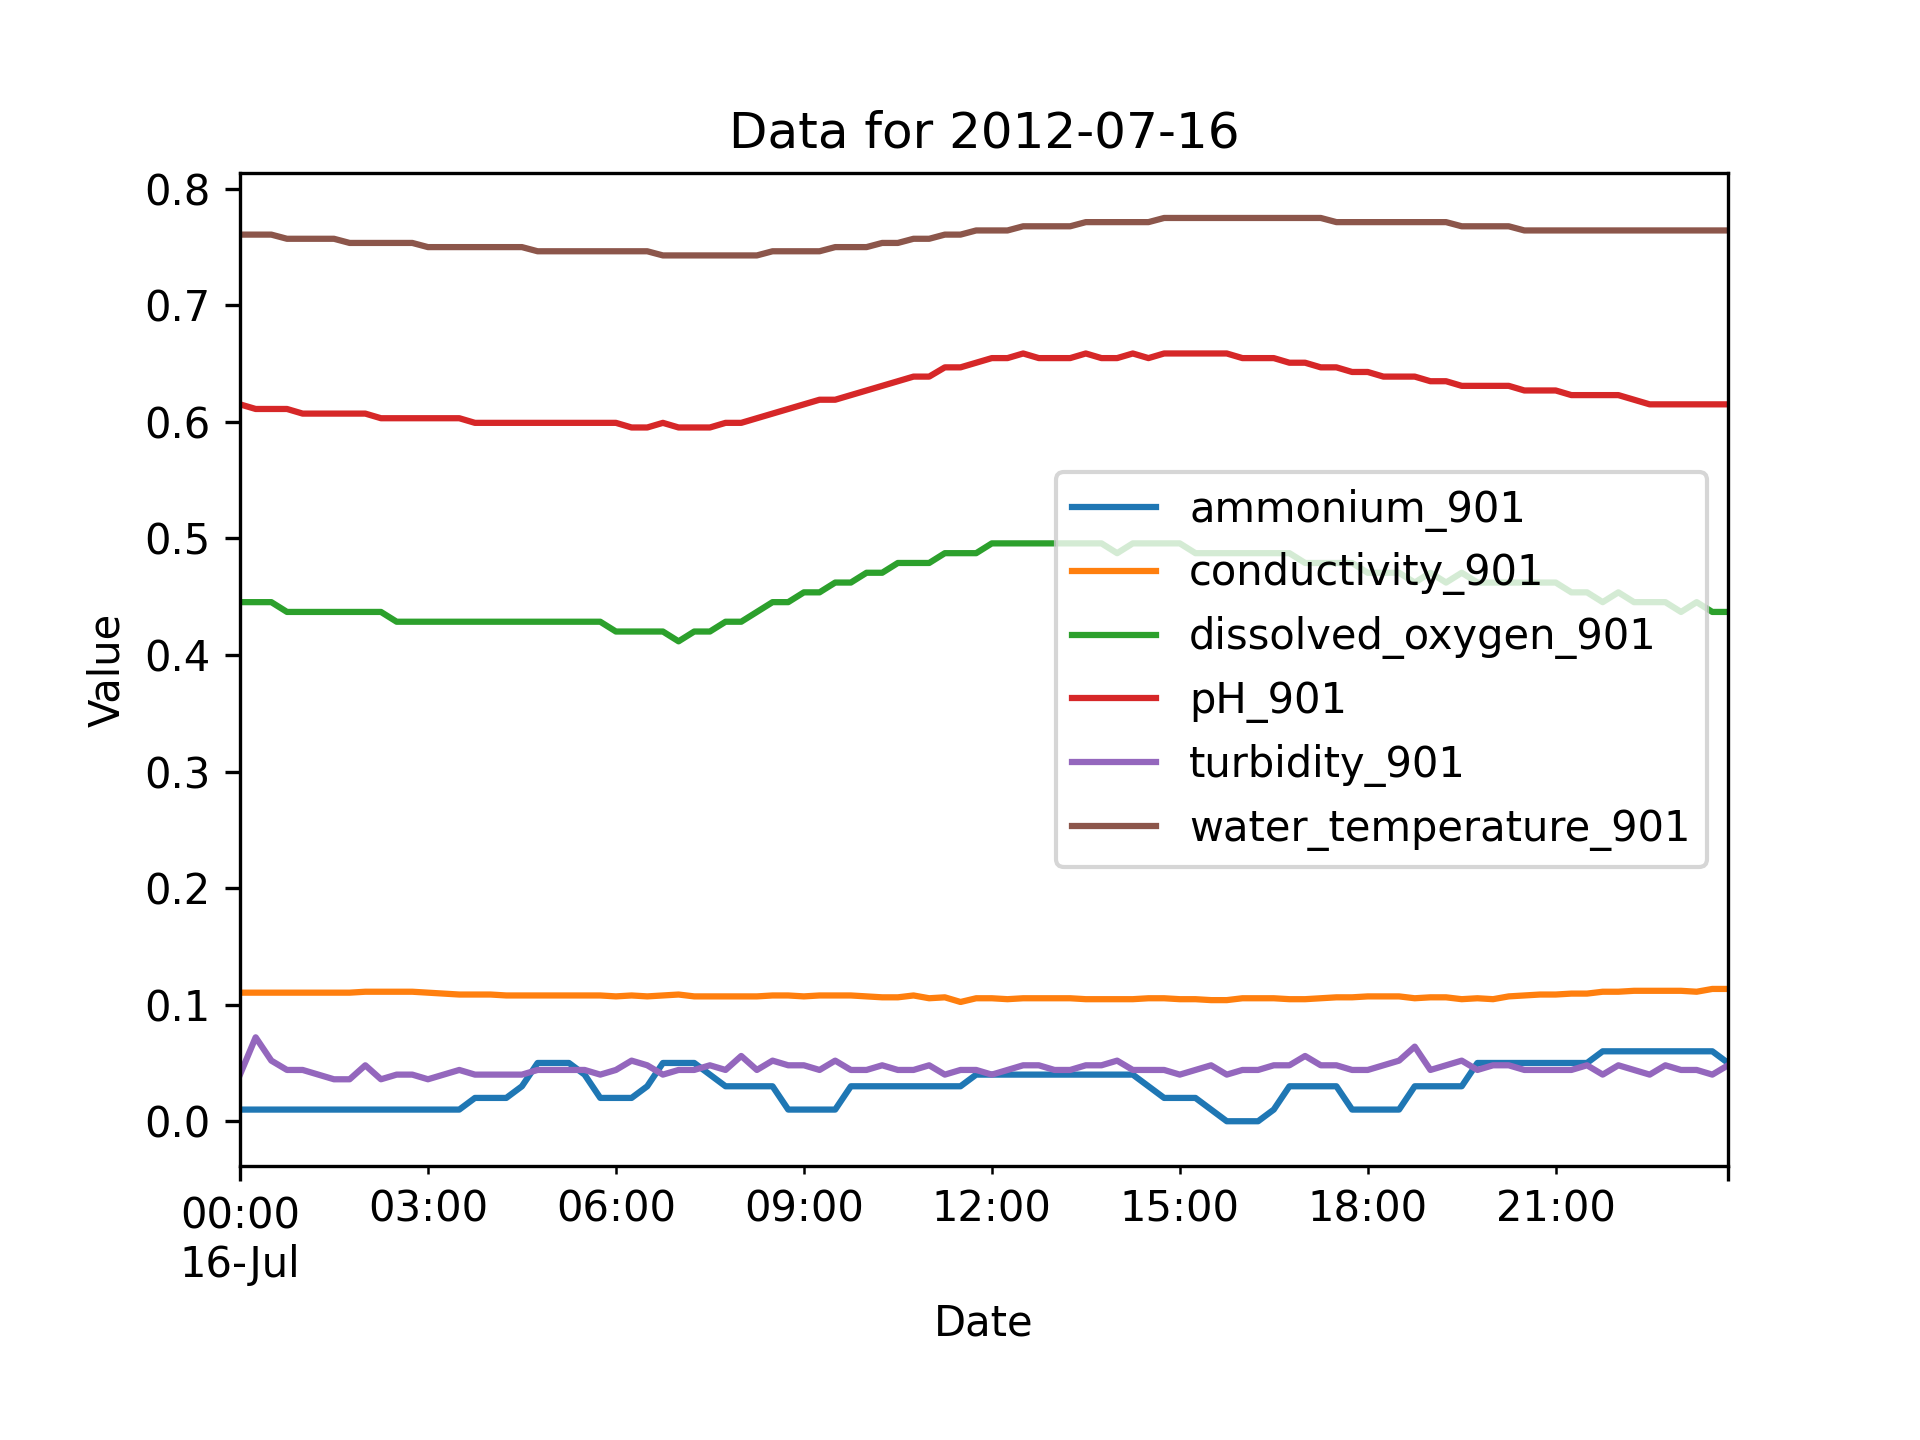 Data for 2012-07-16
0.8
0.7
0.6
0.5
0.4
0.3
0.2
0.1
0.0
Value
ammonium_901
conductivity_901
dissolved_oxygen_901
pH_901
turbidity_901
water_temperature_901
00:00 03:00 06:00 09:00 12:00 15:00 18:00 21:00
16-Jul
Date